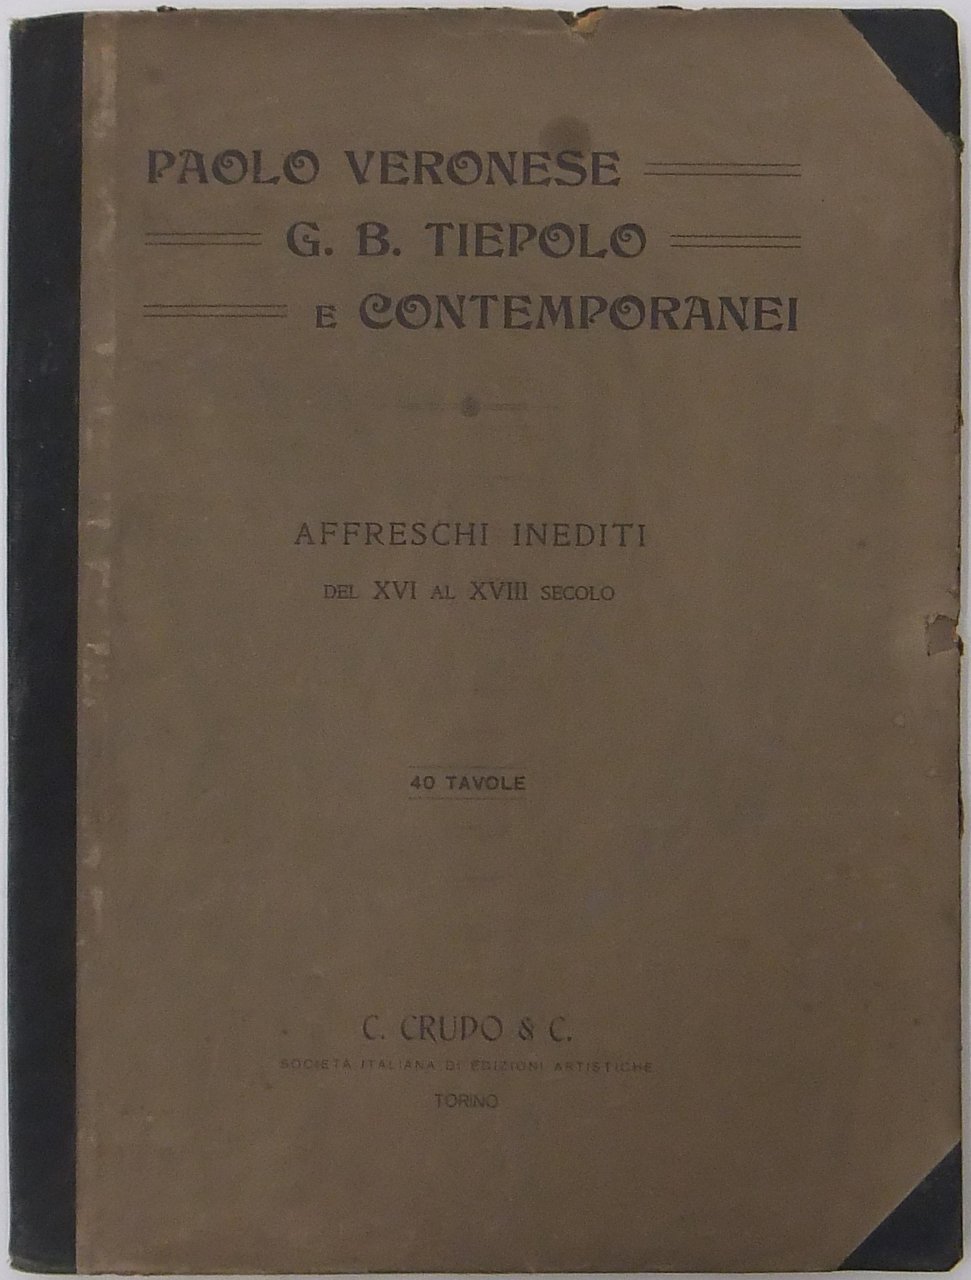 PAOLO VERONESE
G. B. TIEPOLO
E CONTEMPORANEI
AFFRESCHI INEDITI
DEL XVI AL XVIII SECOLO
40 TAVOLE
C. CRUDO & C.
SOCIETÀ ITALIANA DI EDIZIONI ARTISTICHE
TORINO